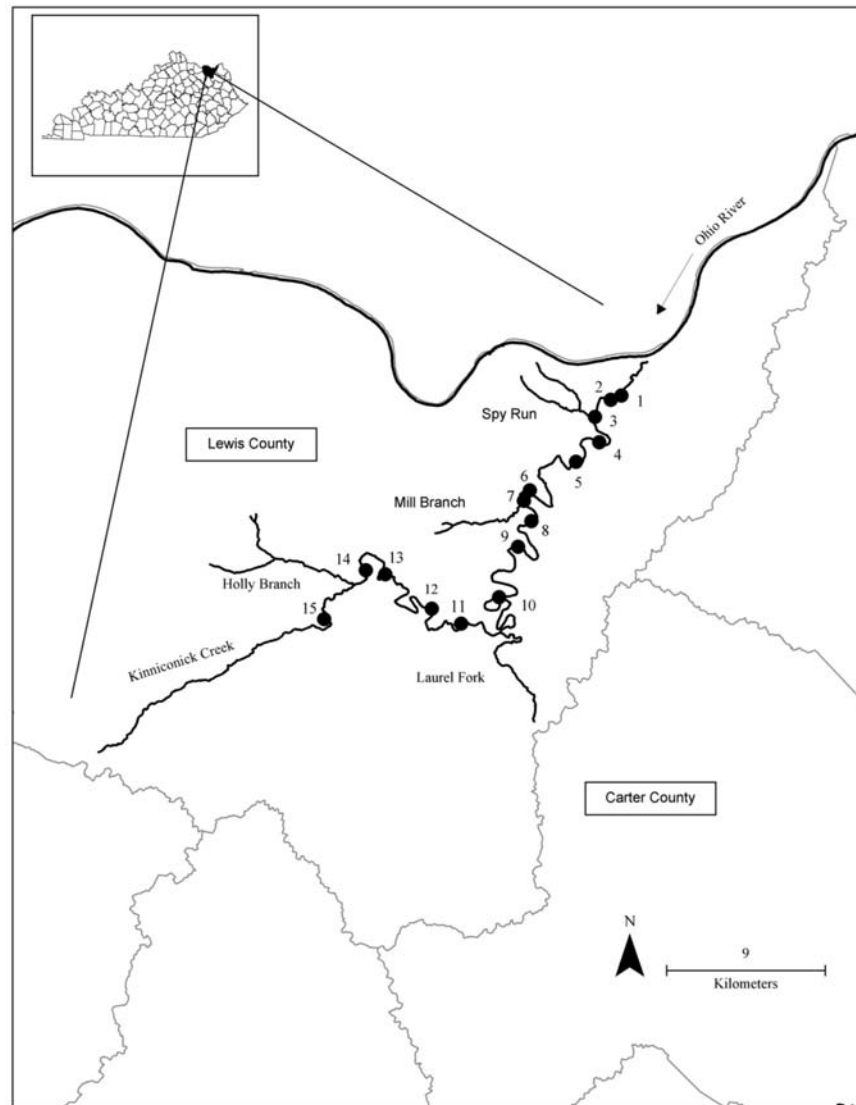 Ohio River
2
1
Spy Run
3
Lewis County
4
5
6
7
Mill Branch
8
9
14
13
Holly Branch
12
10
15
11
Kinniconick Creek
Laurel Fork
Carter County
N
9
Kilometers